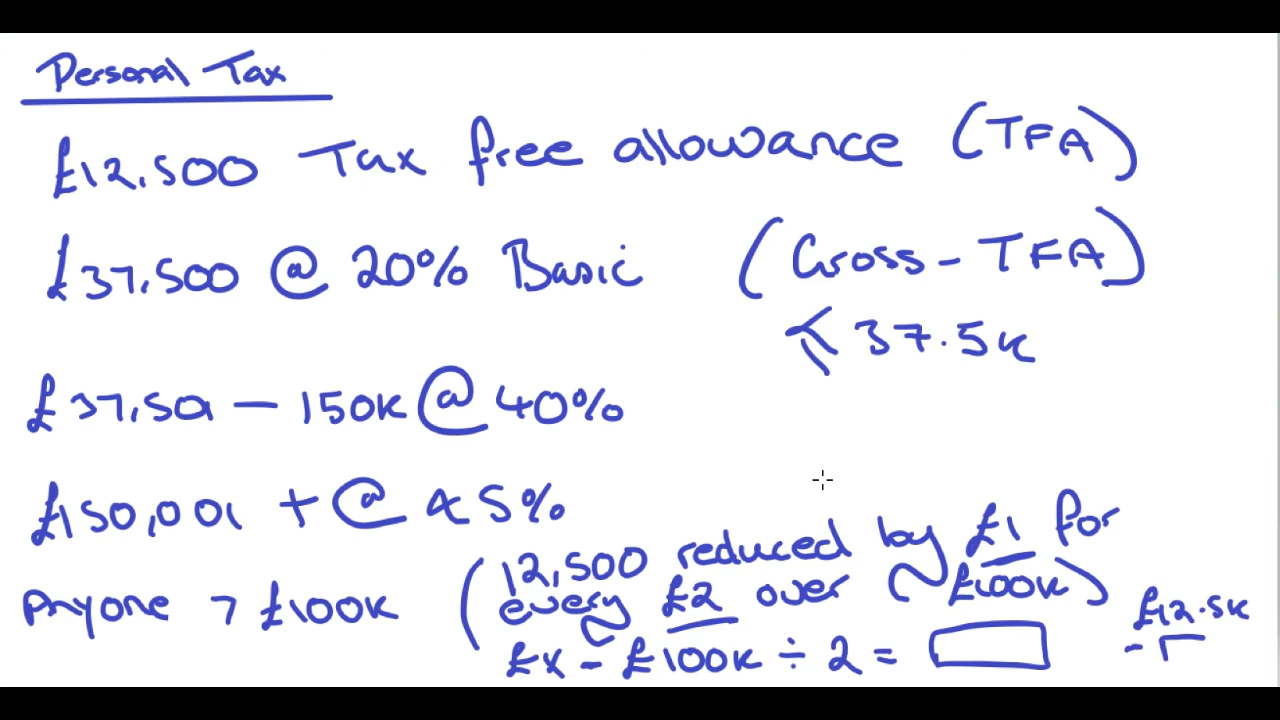 Personal Tax
£12,500 Tax free allowance (TFA)
£37,500 @ 20% Basic (Gross - TFA)
≤ 37.5K
£37,501 - 150K @ 40%
£150,001 + @ 45%
Anyone > £100K (12,500 reduced by £1 for
every £2 over £100K)
£x - £100K ÷ 2 =
£12.5K
-